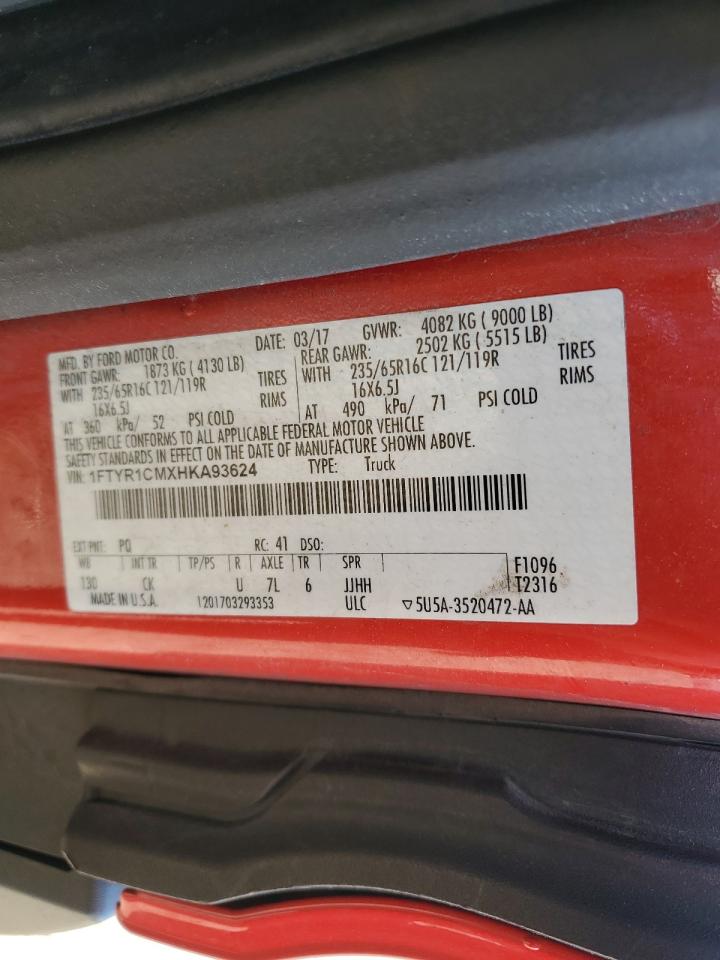 MFD. BY FORD MOTOR CO. DATE: 03/17 GVWR: 4082 KG ( 9000 LB)
FRONT GAWR: 1873 KG ( 4130 LB) REAR GAWR: 2502 KG ( 5515 LB)
WITH 235/65R16C 121/119R TIRES WITH 235/65R16C 121/119R TIRES
16X6.5J RIMS 16X6.5J RIMS
AT 360 kPa/ 52 PSI COLD AT 490 kPa/ 71 PSI COLD
THIS VEHICLE CONFORMS TO ALL APPLICABLE FEDERAL MOTOR VEHICLE
SAFETY STANDARDS IN EFFECT ON THE DATE OF MANUFACTURE SHOWN ABOVE.
VIN: 1FTYR1CMXHKA93624 TYPE: Truck
EXT PNT: PQ RC: 41 DSO:
WB INT TR TP/PS R AXLE TR SPR F1096
130 CK U 7L 6 JJHH T2316
MADE IN U.S.A. 1201703293353 ULC ▽5U5A-3520472-AA